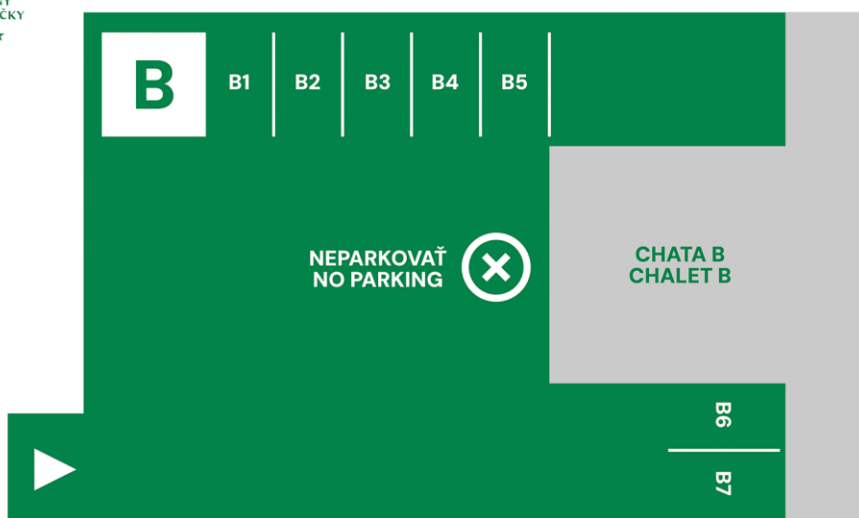 B
B1
B2
B3
B4
B5
NEPARKOVAŤ
NO PARKING
CHATA B
CHALET B
B6
B7